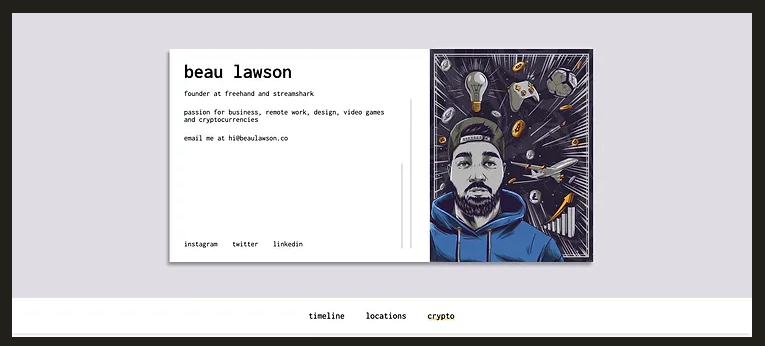 beau lawson
founder at freehand and streamshark
passion for business, remote work, design, video games
and cryptocurrencies
email me at hi@beaulawson.co
instagram twitter linkedin
timeline locations crypto